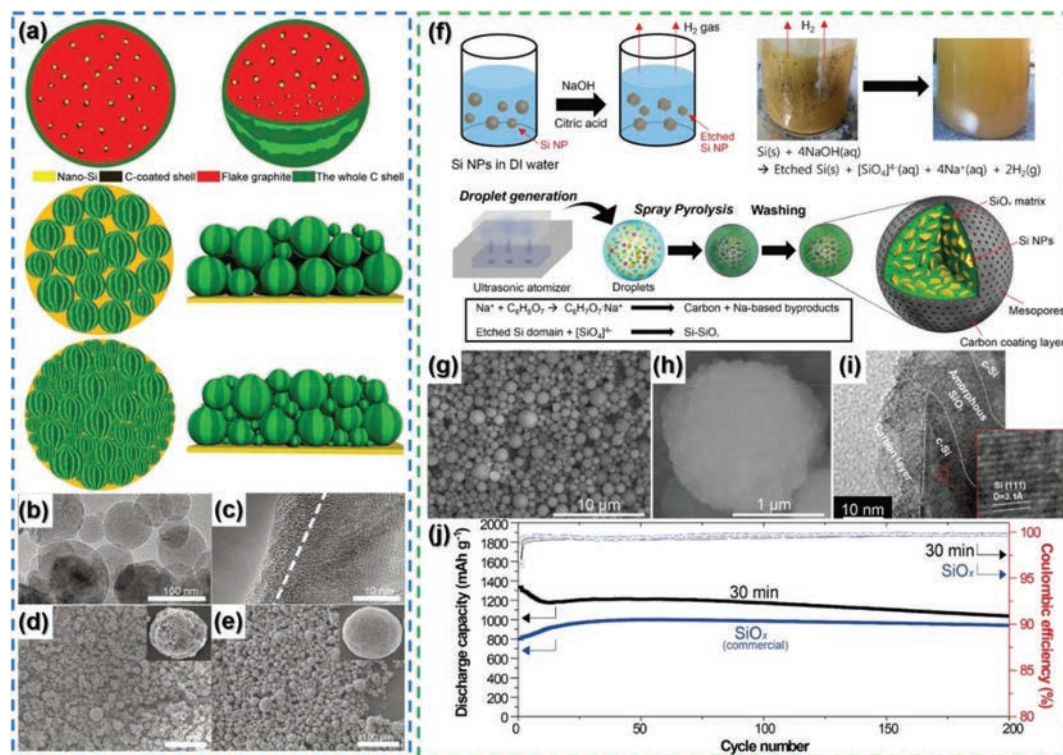 (a)
Nano-Si
C-coated shell
Flake graphite
The whole C shell
(b)
100 nm
(c)
10 nm
(d)
(e)
(f)
H₂ gas
NaOH
Citric acid
Si NP
Etched
Si NP
Si NPs in DI water
H₂
Si(s) + 4NaOH(aq)
→ Etched Si(s) + [SiO₄]⁴⁻(aq) + 4Na⁺(aq) + 2H₂(g)
Droplet generation
Spray Pyrolysis
Washing
Ultrasonic atomizer
Droplets
SiOₓ matrix
Si NPs
Mesopores
Carbon coating layer
Na⁺ + C₆H₈O₇ → C₆H₇O₇·Na⁺
Carbon + Na-based byproducts
Etched Si domain + [SiO₄]⁴⁻
Si-SiOₓ
(g)
10 µm
(h)
1 µm
(i)
c-Si
Amorphous
SiOₓ
c-Si
Carbon layer
Si (111)
D=3.1Å
10 nm
(j)
Discharge capacity (mAh g⁻¹)
2000
1800
1600
1400
1200
1000
800
600
400
200
0
30 min
SiOₓ
30 min
SiOₓ
(commercial)
0
50
100
150
200
Cycle number
100
95
90
85
80
Coulombic efficiency (%)